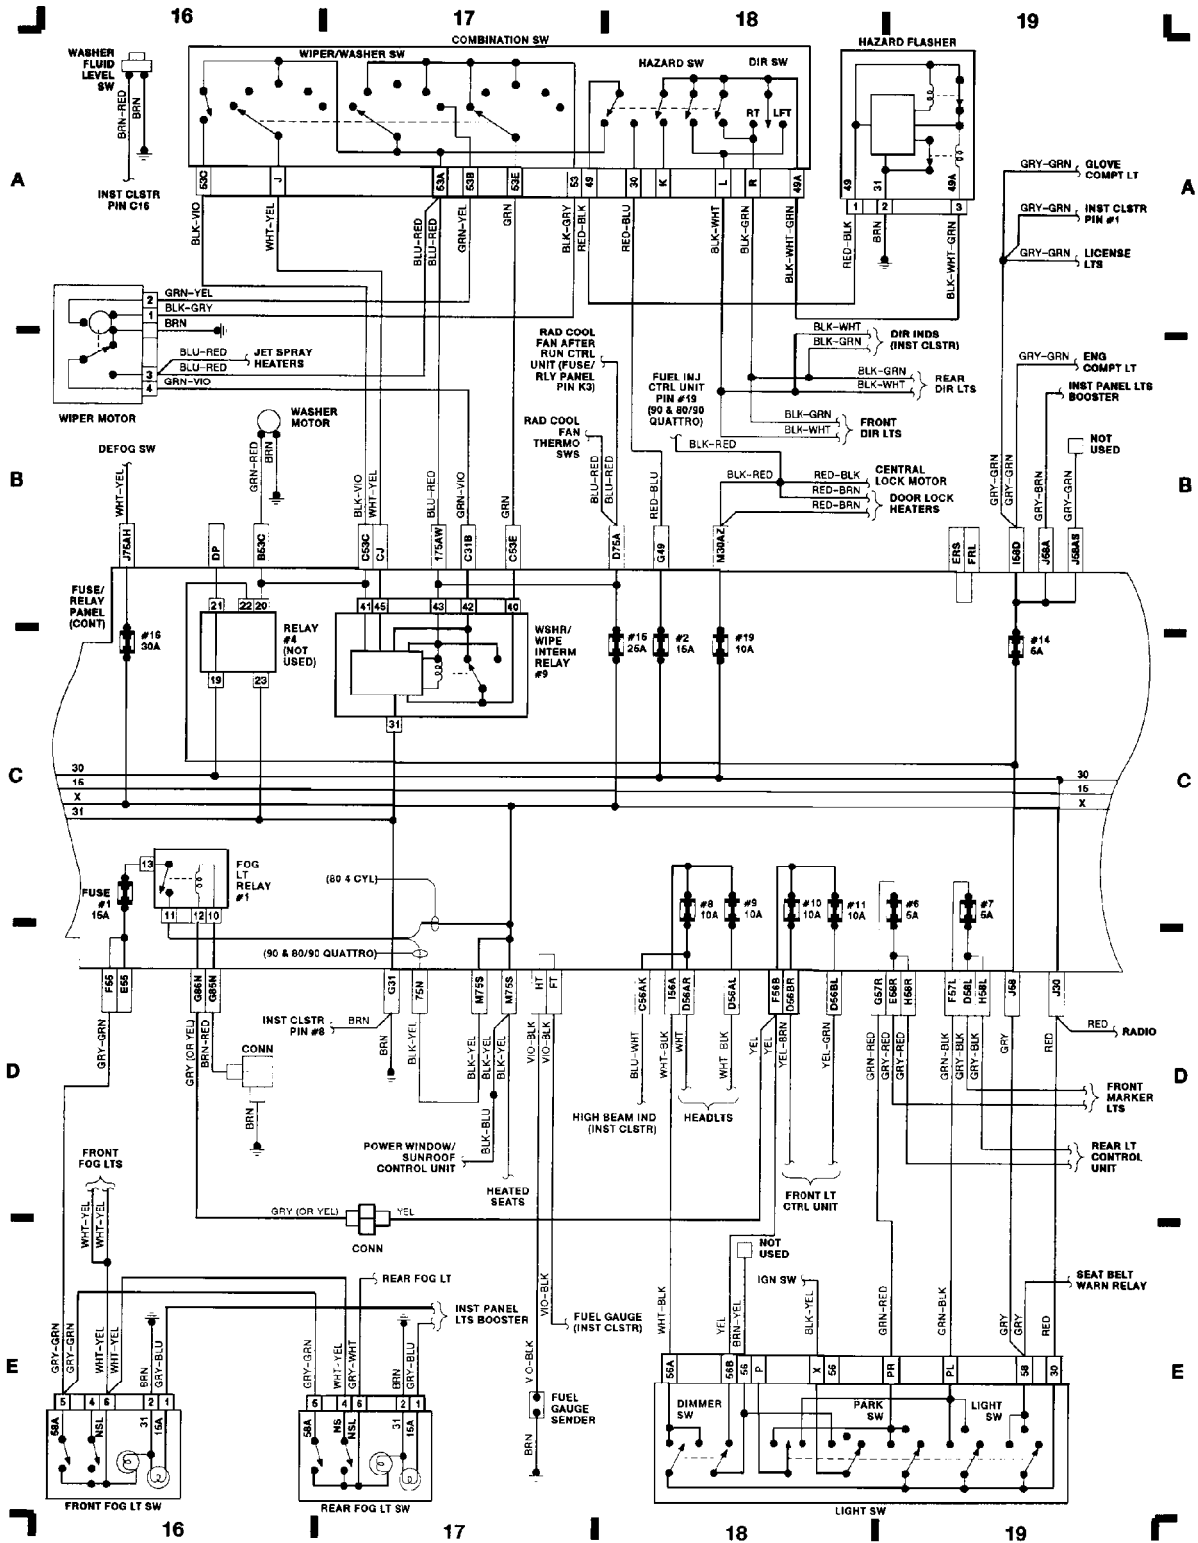 16 17 18 19
COMBINATION SW
HAZARD FLASHER
WASHER
FLUID
LEVEL
SW
WIPER/WASHER SW
HAZARD SW
DIR SW
RT LFT
BRN-RED
BRN
INST CLSTR
PIN C16
53C J 53A 53B 53E 53 49 30 K L R 49A
49 31 49A
1 2 3
A
A
BLK-VIO
WHT-YEL
BLU-RED
BLU-RED
GRN-YEL
GRN
BLK-GRY
RED-BLK
RED-BLU
BLK-WHT
BLK-GRN
BLK-WHT-GRN
RED-BLK
BRN
BLK-WHT-GRN
GRY-GRN
GLOVE
COMPT LT
GRY-GRN
INST CLSTR
PIN #1
GRY-GRN
LICENSE
LTS
2 GRN-YEL
1 BLK-GRY
BRN
BLU-RED
JET SPRAY
HEATERS
3 BLU-RED
4 GRN-VIO
WIPER MOTOR
WASHER
MOTOR
RAD COOL
FAN AFTER
RUN CTRL
UNIT (FUSE/
RLY PANEL
PIN K3)
RAD COOL
FAN
THERMO
SWS
FUEL INJ
CTRL UNIT
PIN #19
(90 & 80/90
QUATTRO)
BLK-RED
BLK-WHT
BLK-GRN
DIR INDS
(INST CLSTR)
BLK-GRN
BLK-WHT
REAR
DIR LTS
BLK-GRN
BLK-WHT
FRONT
DIR LTS
GRY-GRN
ENG
COMPT LT
INST PANEL LTS
BOOSTER
NOT
USED
BLK-RED
RED-BLK
CENTRAL
LOCK MOTOR
RED-BRN
RED-BRN
DOOR LOCK
HEATERS
DEFOG SW
B
B
WHT-YEL
GRN-RED
BRN
BLK-VIO
WHT-YEL
BLU-RED
GRN-VIO
GRN
BLU-RED
BLU-RED
RED-BLU
GRY-GRN
GRY-GRN
GRY-BRN
GRY-BLU
J75AH DP B53C C53C CJ 175AW C31B C53E D75A G49 M30AZ ERS FRL I58D J58A J58AS
FUSE/
RELAY
PANEL
(CONT)
21 22 20
41 45 43 42 40
#16
30A
RELAY
#4
(NOT
USED)
WSHR/
WIPE
INTERM
RELAY
#9
#15
25A
#2
15A
#19
10A
#14
5A
19 23
31
C
C
30
15
X
31
30
15
X
13
FOG
LT
RELAY
#1
FUSE
#1
15A
11 12 10
(80 4 CYL)
(90 & 80/90 QUATTRO)
#8
10A
#9
10A
#10
10A
#11
10A
#6
5A
#7
5A
F55 E55 G86N G85N G31 75N M75S M75S HT FT C56AK I56A D56AR D56AL F56B D56BR D56BL G57R E58R H58R F57L D58L H58L J58 J30
INST CLSTR
PIN #8
BRN
RED
RADIO
D
D
GRY-GRN
GRY (OR YEL)
BRN-RED
CONN
BRN
BRN
BLK-YEL
BLK-YEL
BLK-YEL
BLK-YEL
VIO-BLK
VIO-BLK
BLU-WHT
WHT-BLK
WHT
WHT BLK
YEL
YEL
YEL-BRN
YEL-GRN
GRN-RED
GRY-RED
GRY-RED
GRN-BLK
GRY-BLK
GRY-BLK
GRY
RED
BLK-BLU
HIGH BEAM IND
(INST CLSTR)
HEADLTS
FRONT
MARKER
LTS
REAR LT
CONTROL
UNIT
POWER WINDOW/
SUNROOF
CONTROL UNIT
HEATED
SEATS
FRONT LT
CTRL UNIT
FRONT
FOG LTS
WHT-YEL
WHT-YEL
GRY (OR YEL)
YEL
CONN
NOT
USED
IGN SW
REAR FOG LT
INST PANEL
LTS BOOSTER
FUEL GAUGE
(INST CLSTR)
SEAT BELT
WARN RELAY
VIO-BLK
E
E
GRY-GRN
GRY-GRN
WHT-YEL
WHT-YEL
BRN
GRY-BLU
GRY-GRN
WHT-YEL
GRY-WHT
BRN
GRY-BLU
VIO-BLK
WHT-BLK
YEL
BRN-YEL
BLK-YEL
GRN-RED
GRN-BLK
GRY
GRY
RED
5 4 6 2 1
58A NSL 31 15A
5 4 6 2 1
58A NS NSL 31 15A
FUEL
GAUGE
SENDER
BRN
56A 56B 56 P X 56 PR PL 58 30
DIMMER
SW
PARK
SW
LIGHT
SW
FRONT FOG LT SW
REAR FOG LT SW
LIGHT SW
16 17 18 19